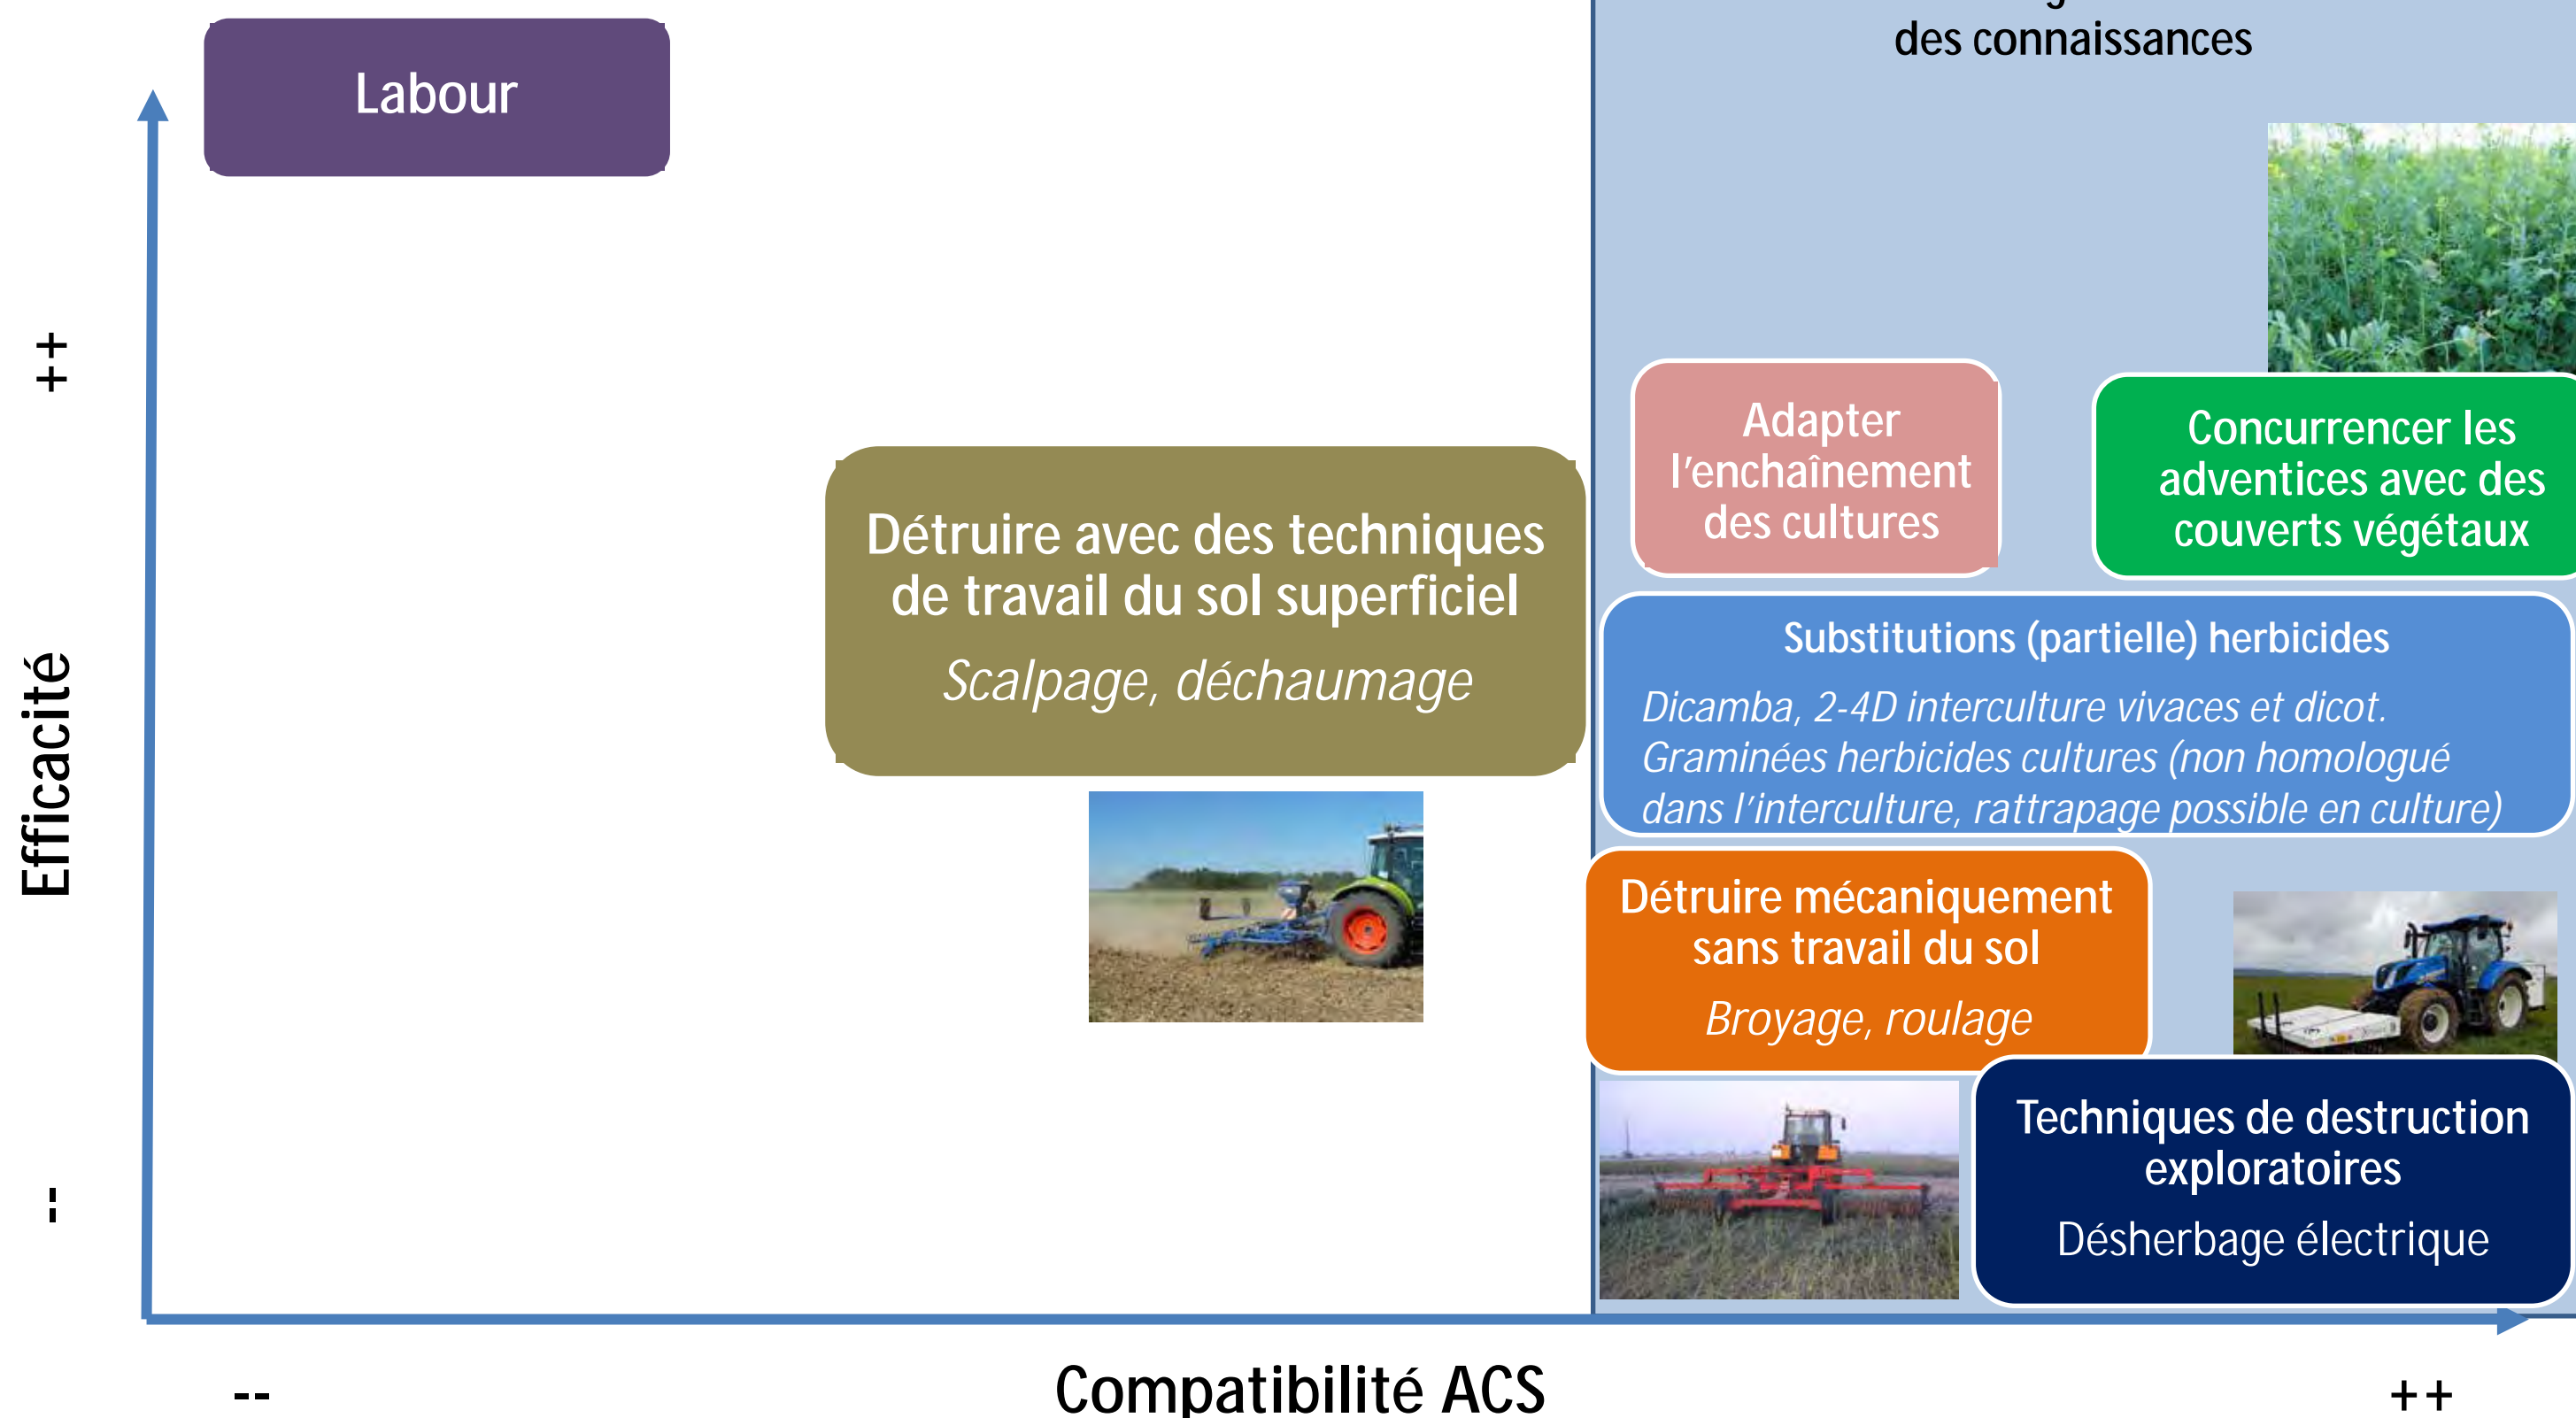 des connaissances
Labour
++
Adapter
l'enchaînement
des cultures
Concurrencer les
adventices avec des
couverts végétaux
Détruire avec des techniques
de travail du sol superficiel
Scalpage, déchaumage
Substitutions (partielle) herbicides
Dicamba, 2-4D interculture vivaces et dicot.
Graminées herbicides cultures (non homologué
dans l'interculture, rattrapage possible en culture)
Efficacité
Détruire mécaniquement
sans travail du sol
Broyage, roulage
Techniques de destruction
exploratoires
Désherbage électrique
--
--
Compatibilité ACS
++